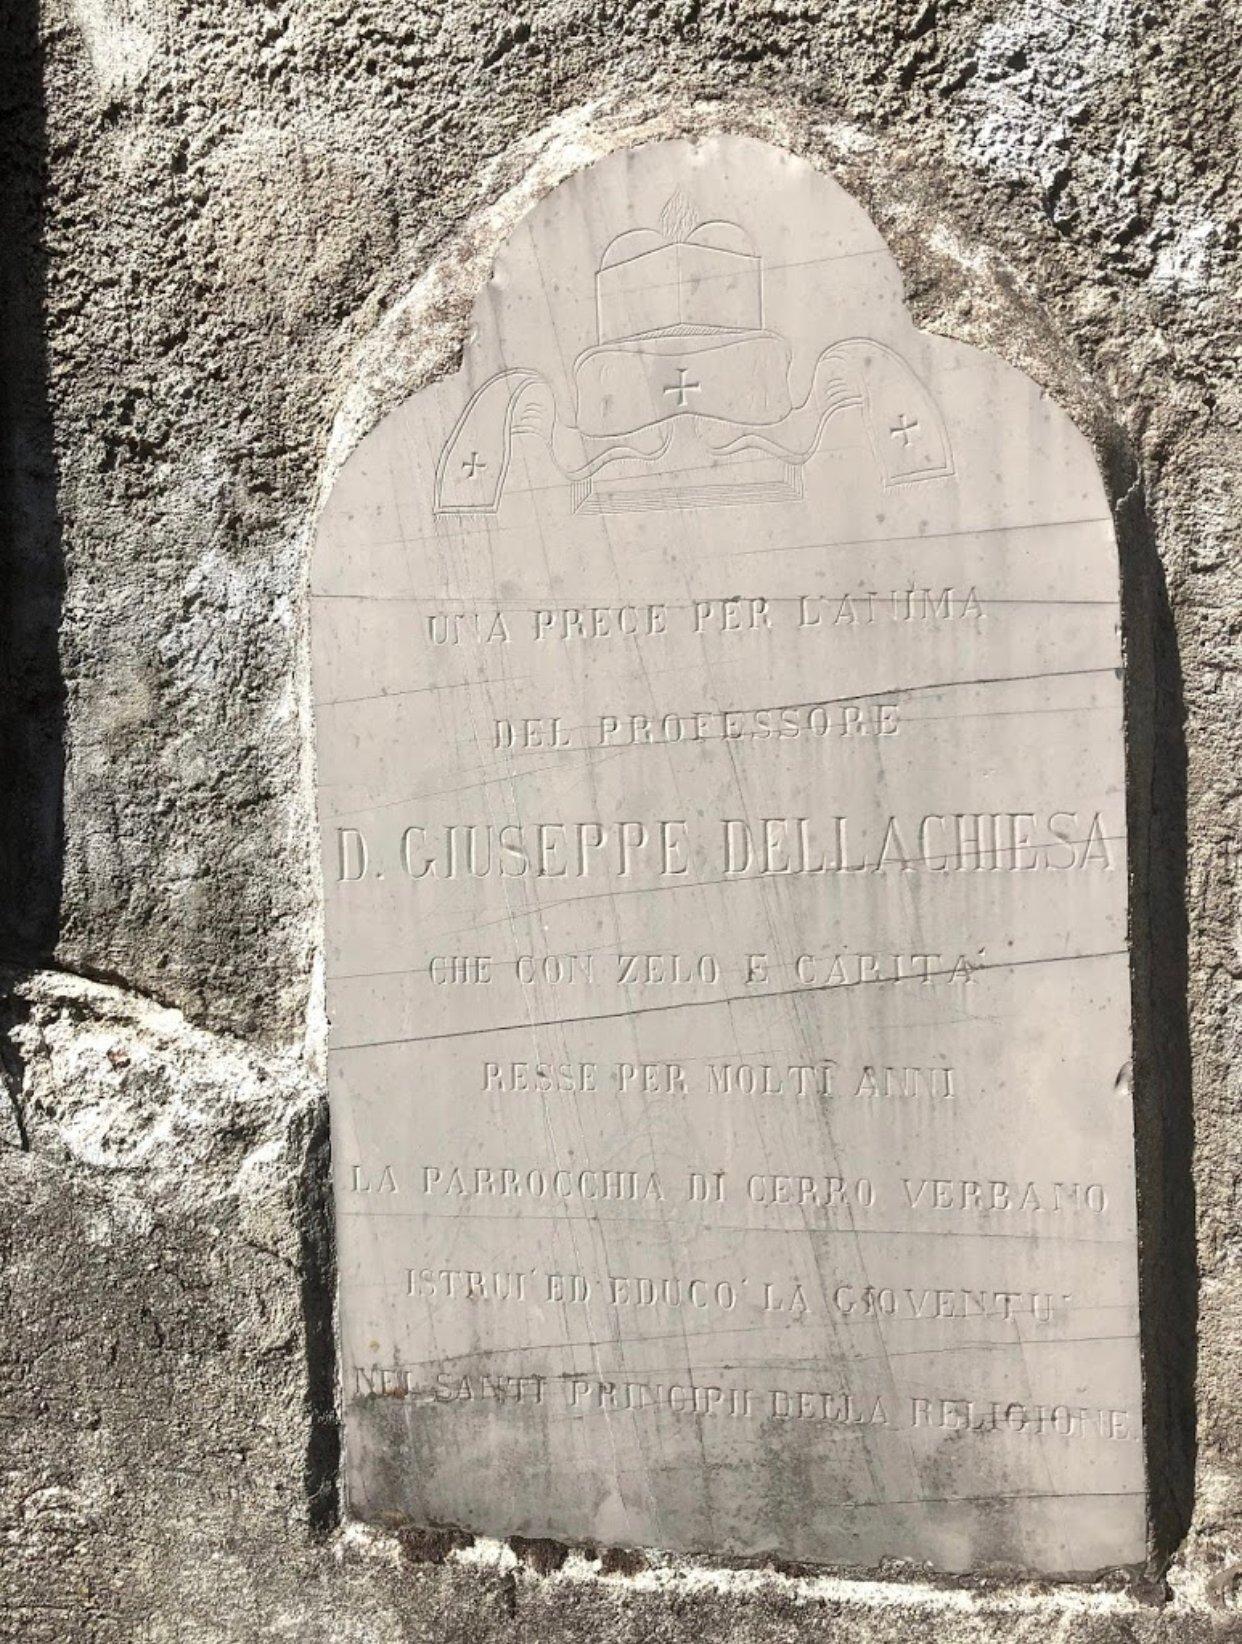 UNA PRECE PER L'ANIMA
DEL PROFESSORE
D. GIUSEPPE DELLACHIESA
CHE CON ZELO E CARITA'
RESSE PER MOLTI ANNI
LA PARROCCHIA DI CERRO VERBANO
ISTRUI' ED EDUCO' LA GIOVENTU'
NEI SANTI PRINCIPII DELLA RELIGIONE.